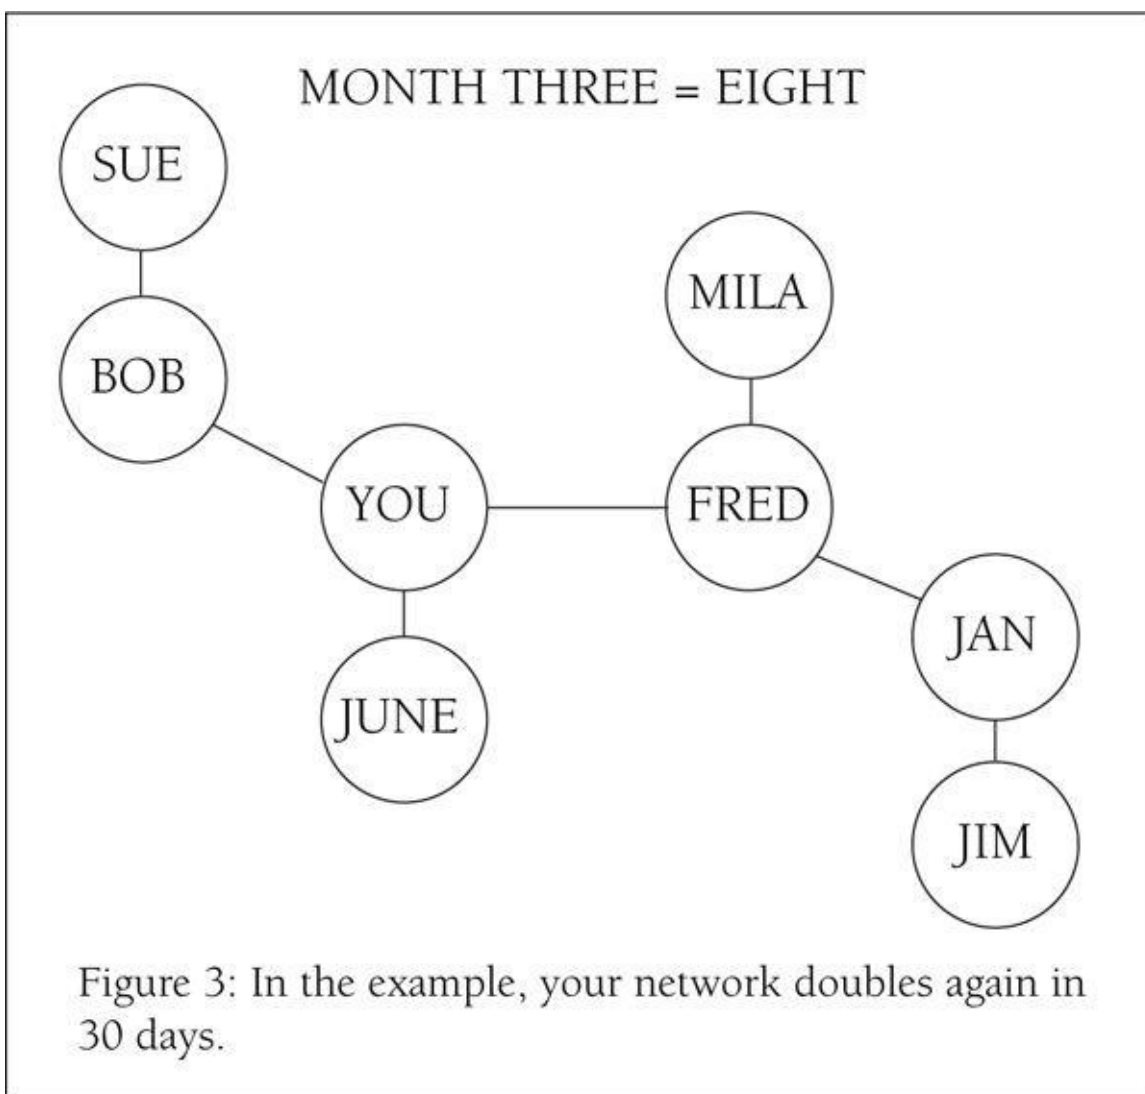 MONTH THREE = EIGHT
SUE
MILA
BOB
YOU
FRED
JAN
JUNE
JIM
Figure 3: In the example, your network doubles again in
30 days.